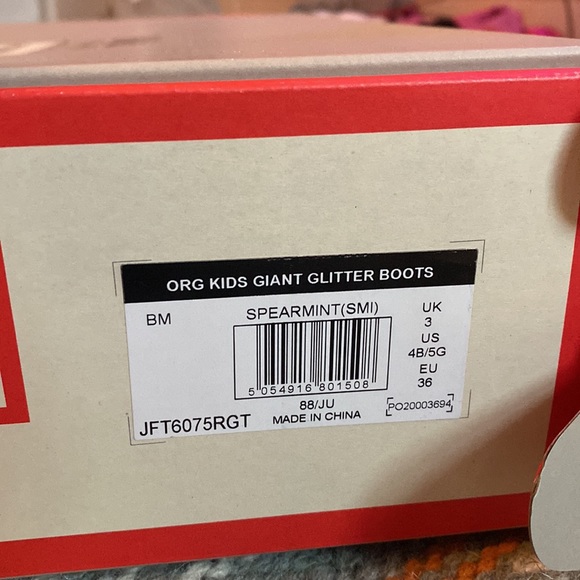 ORG KIDS GIANT GLITTER BOOTS
BM
SPEARMINT(SMI)
UK
3
US
4B/5G
EU
36
5 054916 801508
88/JU
MADE IN CHINA
JFT6075RGT
PO20003694